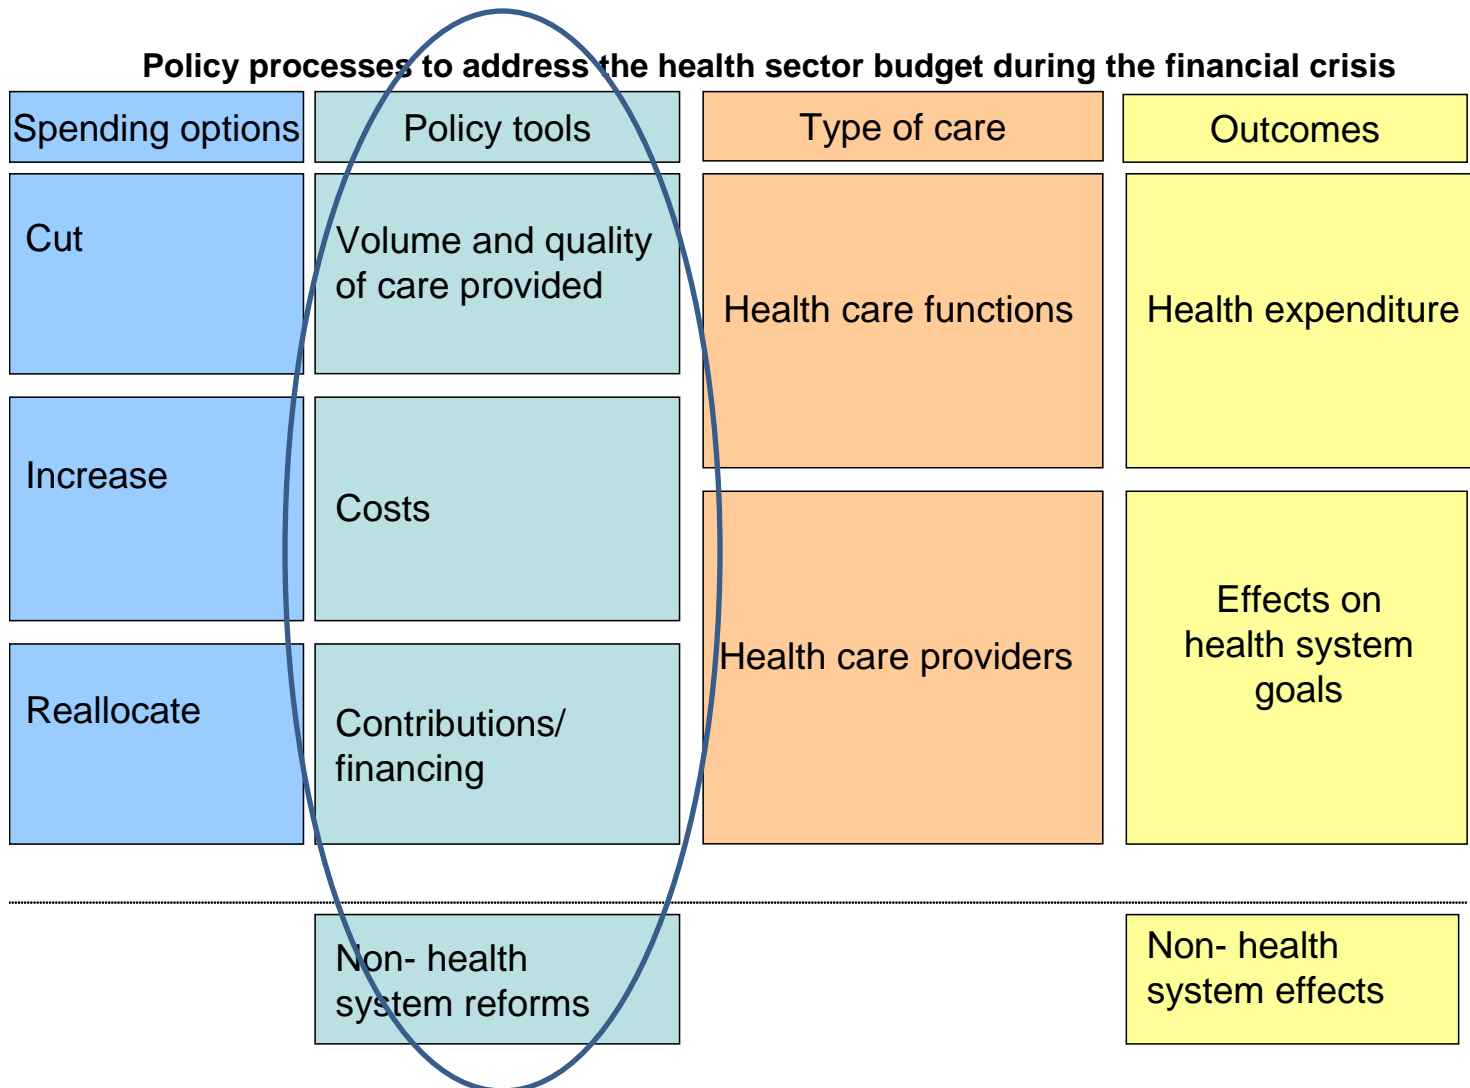 Policy processes to address the health sector budget during the financial crisis
Spending options
Policy tools
Type of care
Outcomes
Cut
Volume and quality
of care provided
Health care functions
Health expenditure
Increase
Costs
Health care providers
Effects on
health system
goals
Reallocate
Contributions/
financing
Non- health
system reforms
Non- health
system effects